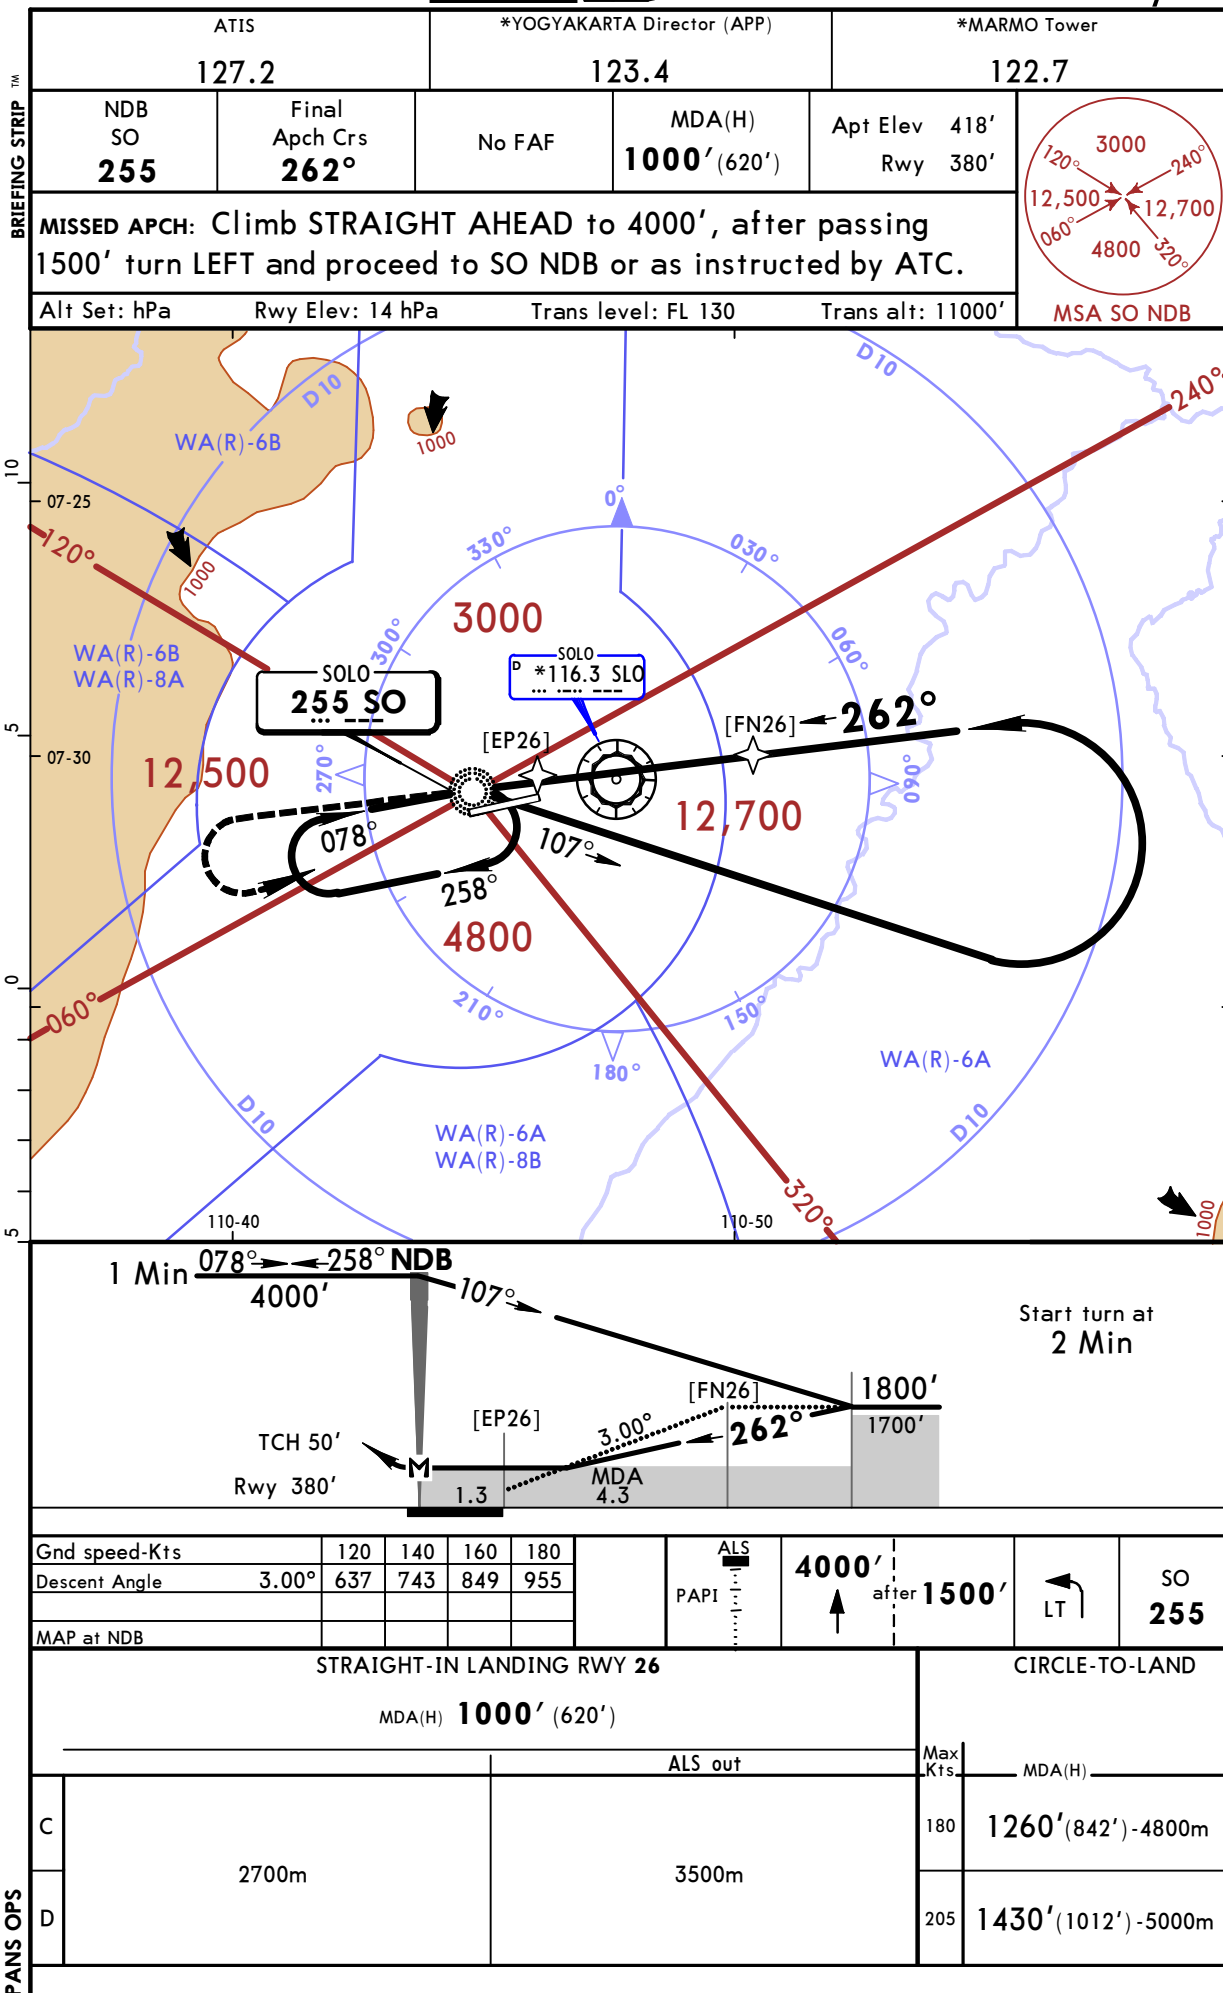 ATIS
127.2
*YOGYAKARTA Director (APP)
123.4
*MARMO Tower
122.7
BRIEFING STRIP ™
NDB
SO
255
Final
Apch Crs
262°
No FAF
MDA(H)
1000'(620')
Apt Elev 418'
Rwy 380'
3000
120°
240°
12,500
12,700
060°
4800
320°
MSA SO NDB
MISSED APCH: Climb STRAIGHT AHEAD to 4000', after passing
1500' turn LEFT and proceed to SO NDB or as instructed by ATC.
Alt Set: hPa Rwy Elev: 14 hPa Trans level: FL 130 Trans alt: 11000'
D10
D10
240°
WA(R)-6B
1000
10
07-25
0°
120°
330°
030°
1000
3000
300°
060°
WA(R)-6B
WA(R)-8A
SOLO
255 SO
SOLO
D *116.3 SLO
[FN26]
262°
5
[EP26]
07-30
12,500
270°
090°
12,700
078°
107°
258°
4800
0
060°
210°
150°
180°
WA(R)-6A
D10
D10
WA(R)-6A
WA(R)-8B
320°
1000
5
110-40
110-50
1 Min
078°
258°
NDB
4000'
107°
Start turn at
2 Min
[FN26]
1800'
[EP26]
3.00°
262°
1700'
TCH 50'
M
MDA
Rwy 380'
1.3
4.3
Gnd speed-Kts 120 140 160 180
Descent Angle 3.00° 637 743 849 955
MAP at NDB
ALS
PAPI
4000'
after 1500'
LT
SO
255
STRAIGHT-IN LANDING RWY 26
MDA(H) 1000' (620')
ALS out
CIRCLE-TO-LAND
Max
Kts
MDA(H)
C
2700m
3500m
180
1260'(842')-4800m
D
205
1430'(1012')-5000m
PANS OPS